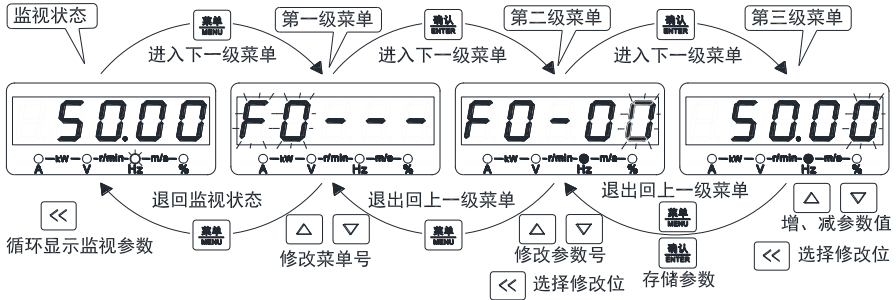 监视状态
菜单
MENU
进入下一级菜单
第一级菜单
确认
ENTER
进入下一级菜单
第二级菜单
确认
ENTER
进入下一级菜单
第三级菜单
50.00
F0---
F0-00
50.00
A kW V r/min Hz m/s %
A kW V r/min Hz m/s %
A kW V r/min Hz m/s %
A kW V r/min Hz m/s %
退回监视状态
菜单
MENU
循环显示监视参数
退出回上一级菜单
菜单
MENU
修改菜单号
退出回上一级菜单
菜单
MENU
确认
ENTER
存储参数
修改参数号
选择修改位
增、减参数值
选择修改位